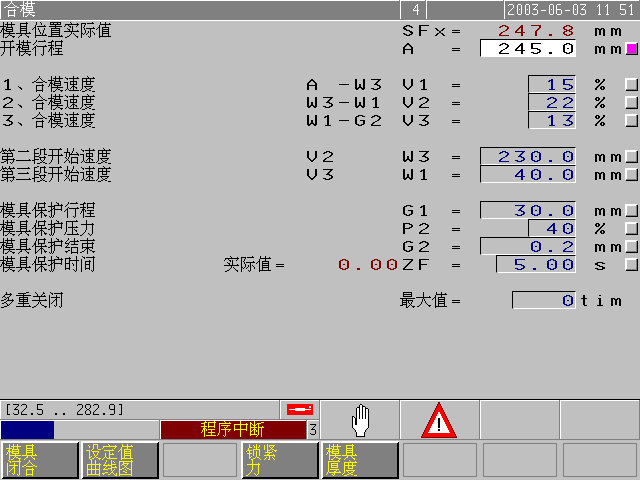 合模 4 2003-06-03 11 51
模具位置实际值 SFx= 247.8 mm
开模行程 A = 245.0 mm
1、合模速度 A -W3 V1 = 15 %
2、合模速度 W3-W1 V2 = 22 %
3、合模速度 W1-G2 V3 = 13 %
第二段开始速度 V2 W3 = 230.0 mm
第三段开始速度 V3 W1 = 40.0 mm
模具保护行程 G1 = 30.0 mm
模具保护压力 P2 = 40 %
模具保护结束 G2 = 0.2 mm
模具保护时间 实际值= 0.00 ZF = 5.00 s
多重关闭 最大值= 0 tim
[32.5 .. 282.9]
程序中断 3
模具 设定值 锁紧 模具
闭合 曲线图 力 厚度